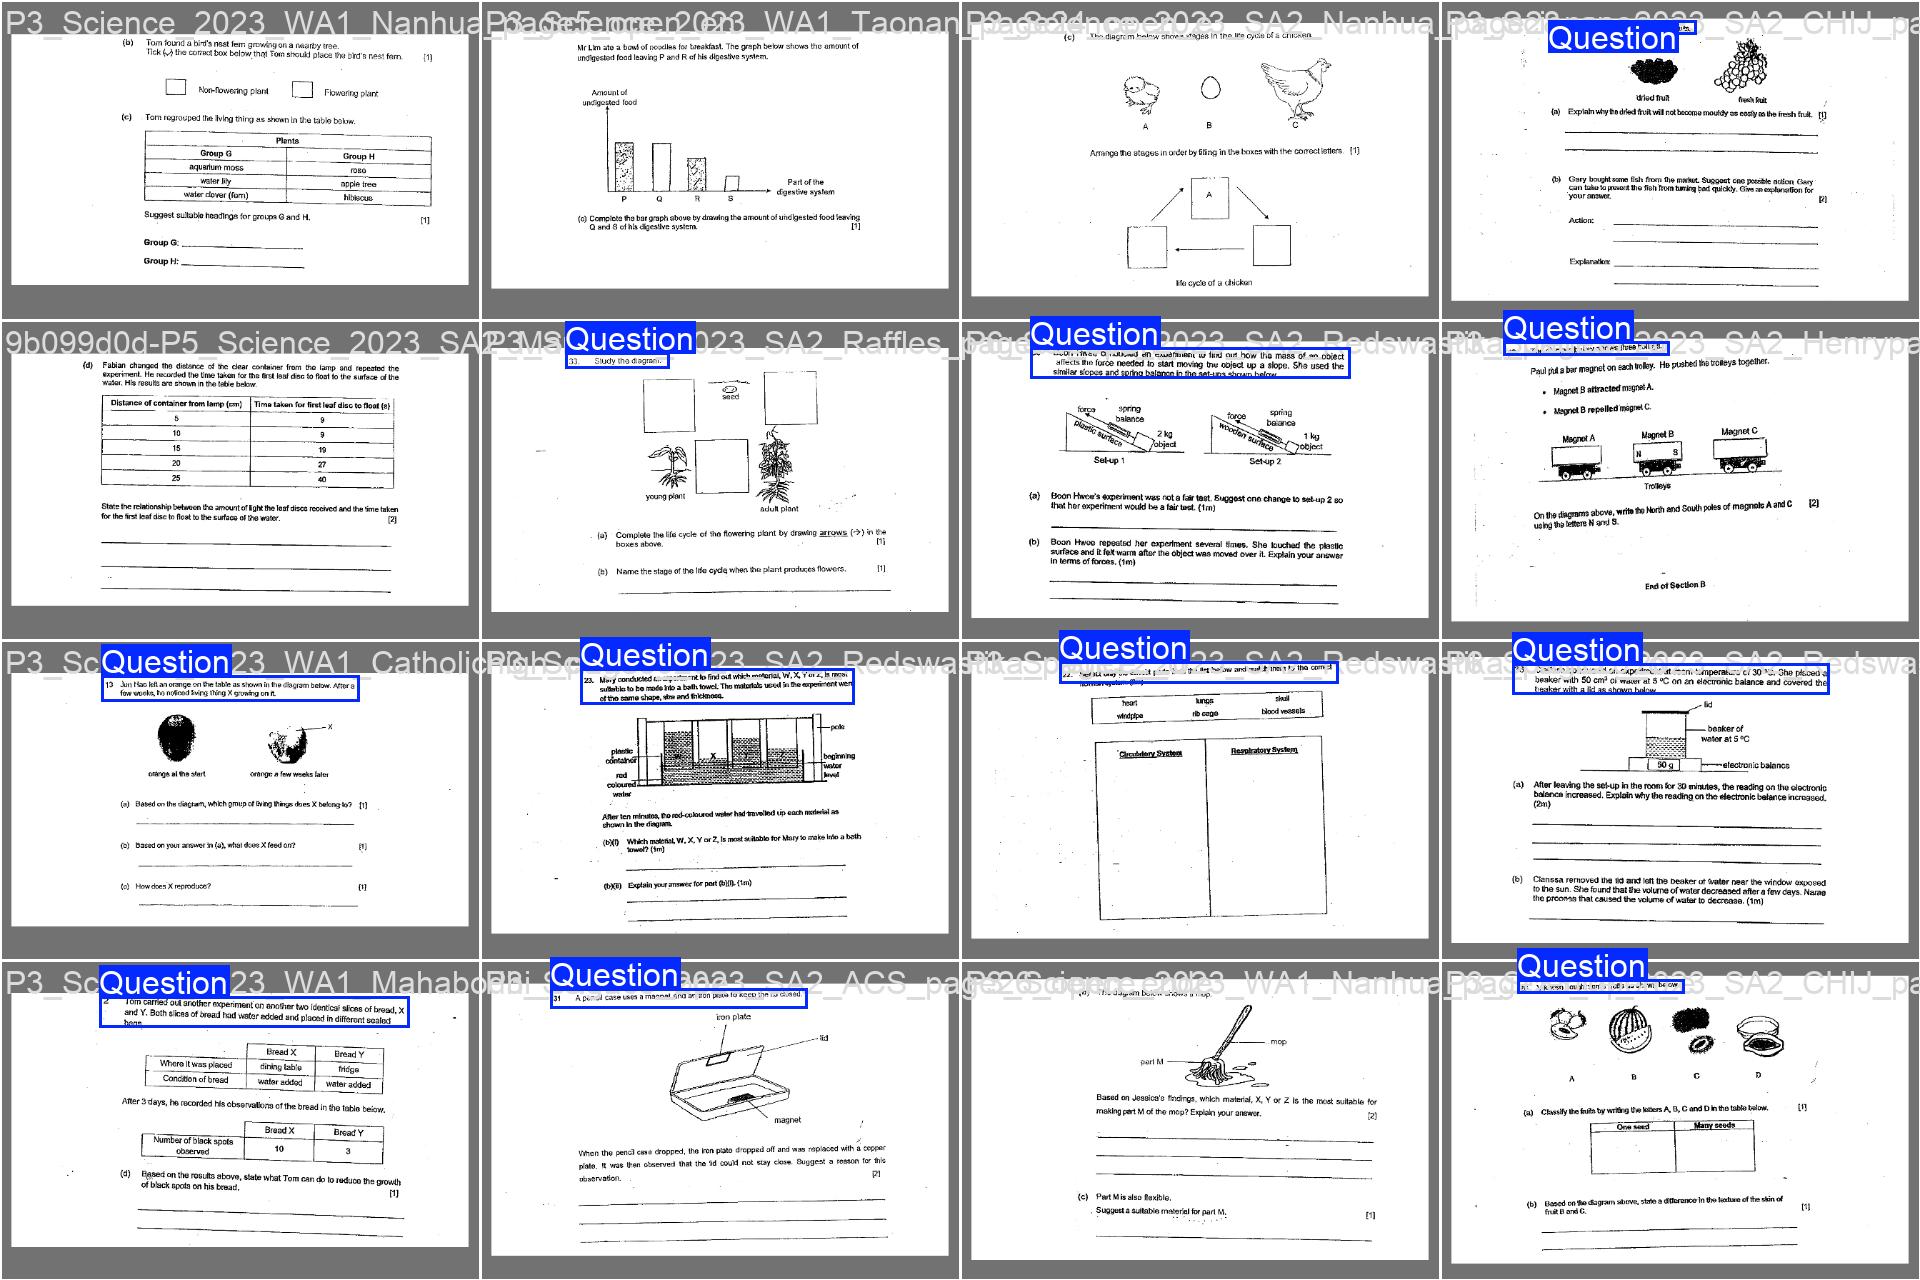 P3_Science_2023_WA1_Nanhua
(b) Tom found a bird's nest fern growing on a nearby tree.
Tick (✓) the correct box below that Tom should place the bird's nest fern. [1]
Non-flowering plant
Flowering plant
(c) Tom regrouped the living thing as shown in the table below.
Plants
Group G Group H
aquarium moss rose
water lily apple tree
water clover (fern) hibiscus
Suggest suitable headings for groups G and H. [1]
Group G:
Group H:
2023_WA1_Taonan
Mr Lim ate a bowl of noodles for breakfast. The graph below shows the amount of
undigested food leaving P and R of his digestive system.
Amount of
undigested food
P Q R S
Part of the
digestive system
(c) Complete the bar graph above by drawing the amount of undigested food leaving
Q and S of his digestive system. [1]
2023_SA2_Nanhua
(c) The diagram below shows stages in the life cycle of a chicken.
A B C
Arrange the stages in order by filling in the boxes with the correct letters. [1]
A
life cycle of a chicken
2023_SA2_CHIJ
Question
dried fruit
fresh fruit
(a) Explain why the dried fruit will not become mouldy as easily as the fresh fruit. [1]
(b) Gary bought some fish from the market. Suggest one possible action Gary
can take to prevent the fish from turning bad quickly. Give an explanation for
your answer. [2]
Action:
Explanation:
9b099d0d-P5_Science_2023_SA2
(d) Fabian changed the distance of the clear container from the lamp and repeated the
experiment. He recorded the time taken for the first leaf disc to float to the surface of the
water. His results are shown in the table below.
Distance of container from lamp (cm) Time taken for first leaf disc to float (s)
5 9
10 9
15 19
20 27
25 40
State the relationship between the amount of light the leaf discs received and the time taken
for the first leaf disc to float to the surface of the water. [2]
2023_SA2_Raffles
Question
33. Study the diagram.
seed
young plant
adult plant
(a) Complete the life cycle of the flowering plant by drawing arrows (→) in the
boxes above. [1]
(b) Name the stage of the life cycle when the plant produces flowers. [1]
2023_SA2_Redswa
Question
Boon Hwee conducted an experiment to find out how the mass of an object
affects the force needed to start moving the object up a slope. She used the
similar slopes and spring balance in the set-ups shown below.
force spring balance
plastic surface
2 kg object
Set-up 1
force spring balance
wooden surface
1 kg object
Set-up 2
(a) Boon Hwee's experiment was not a fair test. Suggest one change to set-up 2 so
that her experiment would be a fair test. (1m)
(b) Boon Hwee repeated her experiment several times. She touched the plastic
surface and it felt warm after the object was moved over it. Explain your answer
in terms of forces. (1m)
2023_SA2_Henry
Question
Paul put a bar magnet on each trolley. He pushed the trolleys together.
• Magnet B attracted magnet A.
• Magnet B repelled magnet C.
Magnet A Magnet B Magnet C
N S
Trolleys
On the diagrams above, write the North and South poles of magnets A and C [2]
using the letters N and S.
End of Section B
23_WA1_Catholic
Question
13 Jun Hao left an orange on the table as shown in the diagram below. After a
few weeks, he noticed living thing X growing on it.
X
orange at the start
orange a few weeks later
(a) Based on the diagram, which group of living things does X belong to? [1]
(b) Based on your answer in (a), what does X feed on? [1]
(c) How does X reproduce? [1]
2023_SA2_Redswa
Question
23. Mary conducted an experiment to find out which material, W, X, Y or Z, is most
suitable to be made into a bath towel. The materials used in the experiment were
of the same shape, size and thickness.
pole
plastic container
X
beginning water level
red coloured water
After ten minutes, the red-coloured water had travelled up each material as
shown in the diagram.
(b)(i) Which material, W, X, Y or Z, is most suitable for Mary to make into a bath
towel? (1m)
(b)(ii) Explain your answer for part (b)(i). (1m)
Question
22.
heart lungs skull
windpipe rib cage blood vessels
Circulatory System Respiratory System
Question
beaker with 50 cm³ of water at 5 °C on an electronic balance and covered the
beaker with a lid as shown below.
lid
beaker of
water at 5 °C
50 g
electronic balance
(a) After leaving the set-up in the room for 30 minutes, the reading on the electronic
balance increased. Explain why the reading on the electronic balance increased.
(2m)
(b) Clarissa removed the lid and left the beaker of water near the window exposed
to the sun. She found that the volume of water decreased after a few days. Name
the process that caused the volume of water to decrease. (1m)
P3_Science_2023_WA1_Mahabo
Question
2 Tom carried out another experiment on another two identical slices of bread, X
and Y. Both slices of bread had water added and placed in different sealed
bags.
Bread X Bread Y
Where it was placed dining table fridge
Condition of bread water added water added
After 3 days, he recorded his observations of the bread in the table below.
Bread X Bread Y
Number of black spots observed 10 3
(d) Based on the results above, state what Tom can do to reduce the growth
of black spots on his bread. [1]
2023_SA2_ACS_page
Question
31 A pencil case uses a magnet and an iron plate to keep the lid closed.
iron plate
lid
magnet
When the pencil case dropped, the iron plate dropped off and was replaced with a copper
plate. It was then observed that the lid could not stay close. Suggest a reason for this
observation. [2]
2023_WA1_Nanhua
The diagram below shows a mop.
mop
part M
Based on Jessica's findings, which material, X, Y or Z is the most suitable for
making part M of the mop? Explain your answer. [2]
(c) Part M is also flexible.
Suggest a suitable material for part M. [1]
2023_SA2_CHIJ
Question
A B C D
(a) Classify the fruits by writing the letters A, B, C and D in the table below. [1]
One seed Many seeds
(b) Based on the diagram above, state a difference in the texture of the skin of
fruit B and C. [1]